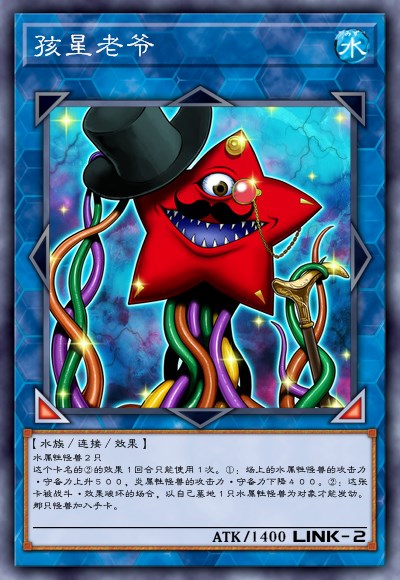 孩星老爷
水
【水族／连接／效果】
水属性怪兽２只
这个卡名的②的效果１回合只能使用１次。①：场上的水属性怪兽的攻击力
・守备力上升５００，炎属性怪兽的攻击力・守备力下降４００。②：这张
卡被战斗・效果破坏的场合，以自己墓地１只水属性怪兽为对象才能发动。
那只怪兽加入手卡。
ATK/1400 LINK-2